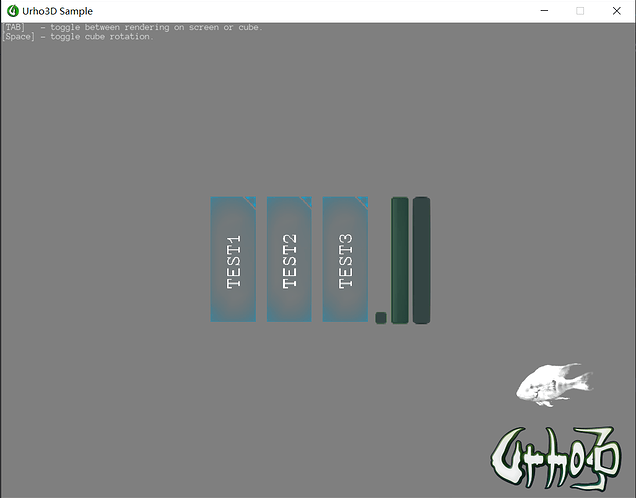 Urho3D Sample
[TAB] - toggle between rendering on screen or cube.
[Space] - toggle cube rotation.
TEST1
TEST2
TEST3
Urho3D